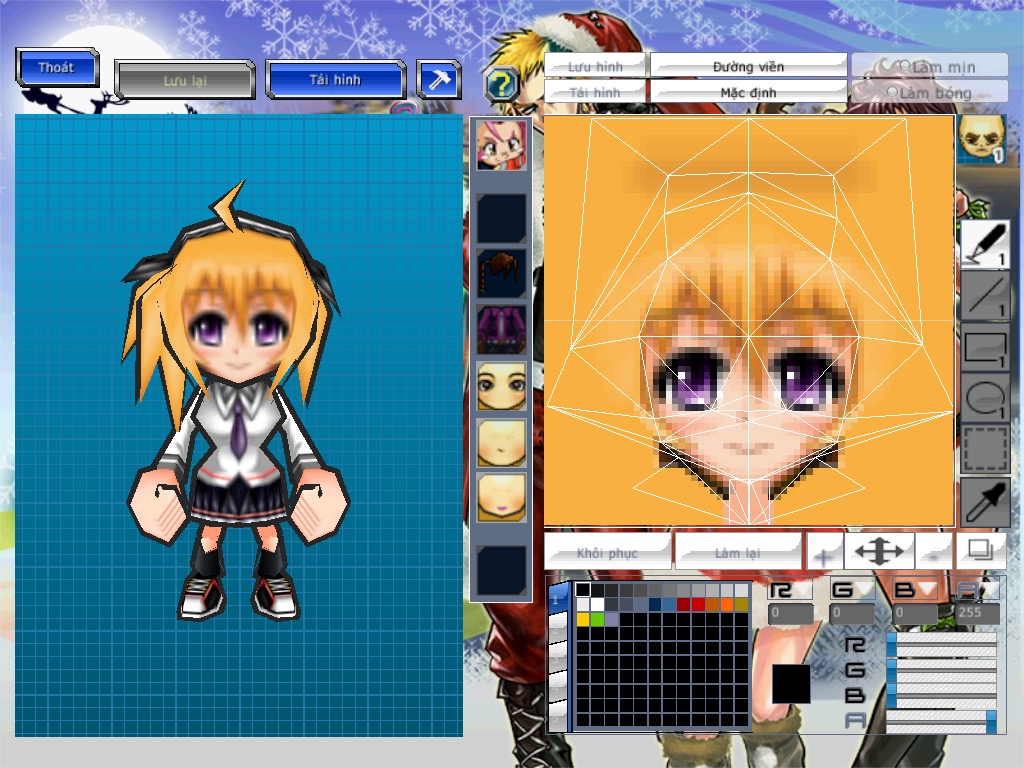 Thoát
Lưu lại
Tải hình
?
Lưu hình
Đường viền
Làm mịn
Tải hình
Mặc định
Làm bóng
1
1
1
1
1
Khôi phục
Làm lại
+
-
1
R
G
B
A
0
0
0
255
R
G
B
A